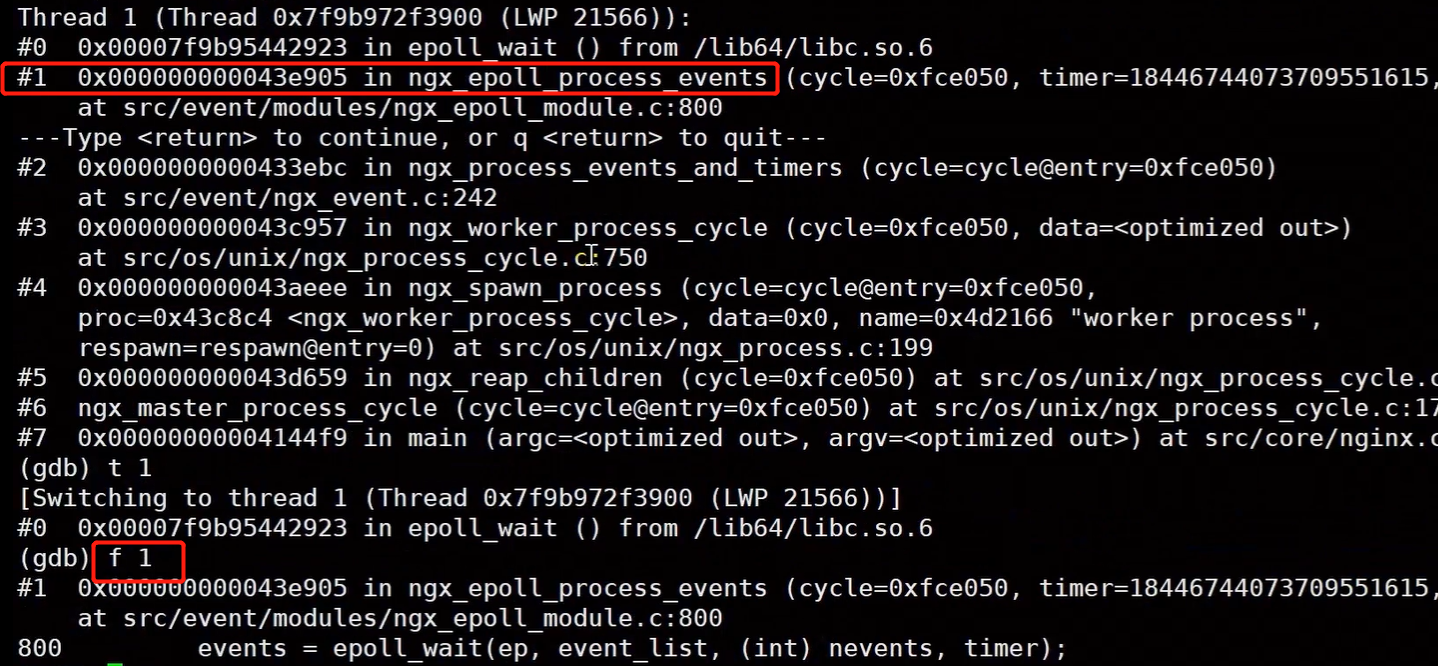 Thread 1 (Thread 0x7f9b972f3900 (LWP 21566)):
#0  0x00007f9b95442923 in epoll_wait () from /lib64/libc.so.6
#1  0x000000000043e905 in ngx_epoll_process_events (cycle=0xfce050, timer=18446744073709551615,
    at src/event/modules/ngx_epoll_module.c:800
---Type <return> to continue, or q <return> to quit---
#2  0x0000000000433ebc in ngx_process_events_and_timers (cycle=cycle@entry=0xfce050)
    at src/event/ngx_event.c:242
#3  0x000000000043c957 in ngx_worker_process_cycle (cycle=0xfce050, data=<optimized out>)
    at src/os/unix/ngx_process_cycle.c:750
#4  0x000000000043aeee in ngx_spawn_process (cycle=cycle@entry=0xfce050,
    proc=0x43c8c4 <ngx_worker_process_cycle>, data=0x0, name=0x4d2166 "worker process",
    respawn=respawn@entry=0) at src/os/unix/ngx_process.c:199
#5  0x000000000043d659 in ngx_reap_children (cycle=0xfce050) at src/os/unix/ngx_process_cycle.c
#6  ngx_master_process_cycle (cycle=cycle@entry=0xfce050) at src/os/unix/ngx_process_cycle.c:17
#7  0x00000000004144f9 in main (argc=<optimized out>, argv=<optimized out>) at src/core/nginx.c
(gdb) t 1
[Switching to thread 1 (Thread 0x7f9b972f3900 (LWP 21566))]
#0  0x00007f9b95442923 in epoll_wait () from /lib64/libc.so.6
(gdb) f 1
#1  0x000000000043e905 in ngx_epoll_process_events (cycle=0xfce050, timer=18446744073709551615,
    at src/event/modules/ngx_epoll_module.c:800
800         events = epoll_wait(ep, event_list, (int) nevents, timer);